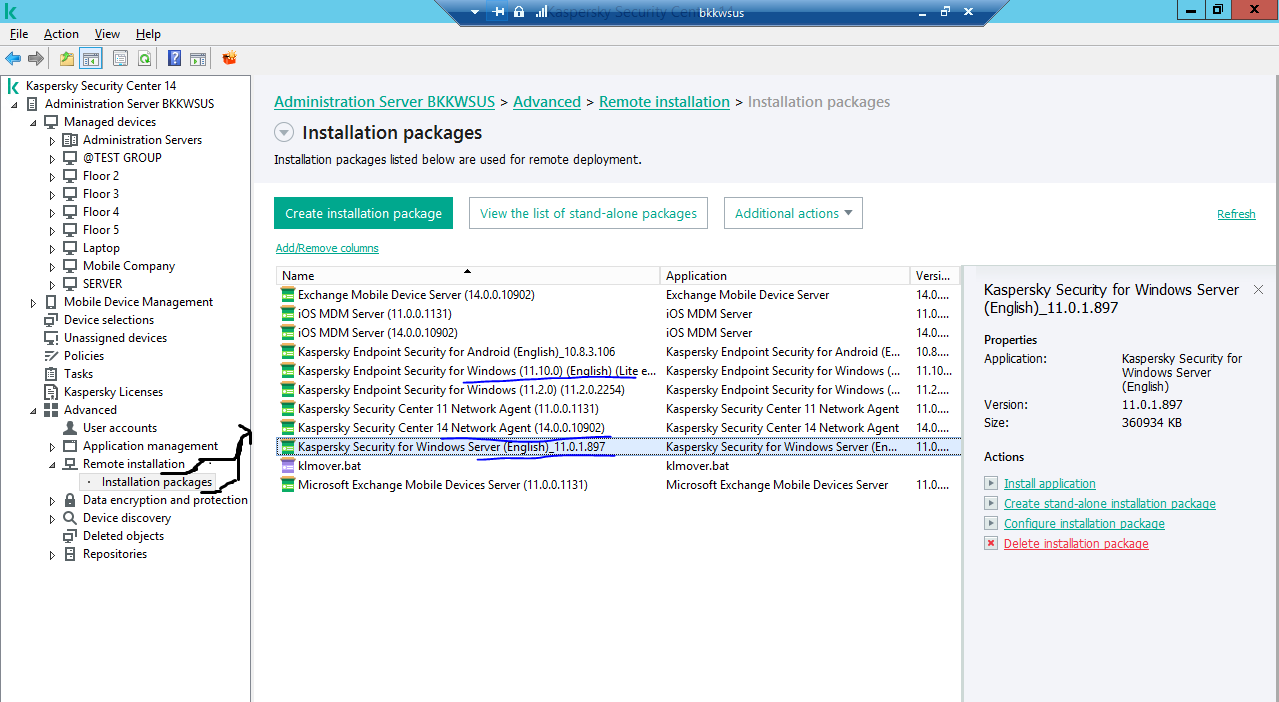 Kaspersky Security Center
bkkwsus
File Action View Help
Kaspersky Security Center 14
Administration Server BKKWSUS
Managed devices
Administration Servers
@TEST GROUP
Floor 2
Floor 3
Floor 4
Floor 5
Laptop
Mobile Company
SERVER
Mobile Device Management
Device selections
Unassigned devices
Policies
Tasks
Kaspersky Licenses
Advanced
User accounts
Application management
Remote installation
Installation packages
Data encryption and protection
Device discovery
Deleted objects
Repositories
Administration Server BKKWSUS > Advanced > Remote installation > Installation packages
Installation packages
Installation packages listed below are used for remote deployment.
Create installation package View the list of stand-alone packages Additional actions Refresh
Add/Remove columns
Name Application Versi...
Exchange Mobile Device Server (14.0.0.10902) Exchange Mobile Device Server 14.0....
iOS MDM Server (11.0.0.1131) iOS MDM Server 11.0....
iOS MDM Server (14.0.0.10902) iOS MDM Server 14.0....
Kaspersky Endpoint Security for Android (English)_10.8.3.106 Kaspersky Endpoint Security for Android (E... 10.8....
Kaspersky Endpoint Security for Windows (11.10.0) (English) (Lite e... Kaspersky Endpoint Security for Windows (... 11.10...
Kaspersky Endpoint Security for Windows (11.2.0) (11.2.0.2254) Kaspersky Endpoint Security for Windows (... 11.2....
Kaspersky Security Center 11 Network Agent (11.0.0.1131) Kaspersky Security Center 11 Network Agent 11.0....
Kaspersky Security Center 14 Network Agent (14.0.0.10902) Kaspersky Security Center 14 Network Agent 14.0....
Kaspersky Security for Windows Server (English)_11.0.1.897 Kaspersky Security for Windows Server (En... 11.0....
klmover.bat klmover.bat
Microsoft Exchange Mobile Devices Server (11.0.0.1131) Microsoft Exchange Mobile Devices Server 11.0....
Kaspersky Security for Windows Server
(English)_11.0.1.897
Properties
Application: Kaspersky Security for
Windows Server
(English)
Version: 11.0.1.897
Size: 360934 KB
Actions
Install application
Create stand-alone installation package
Configure installation package
Delete installation package